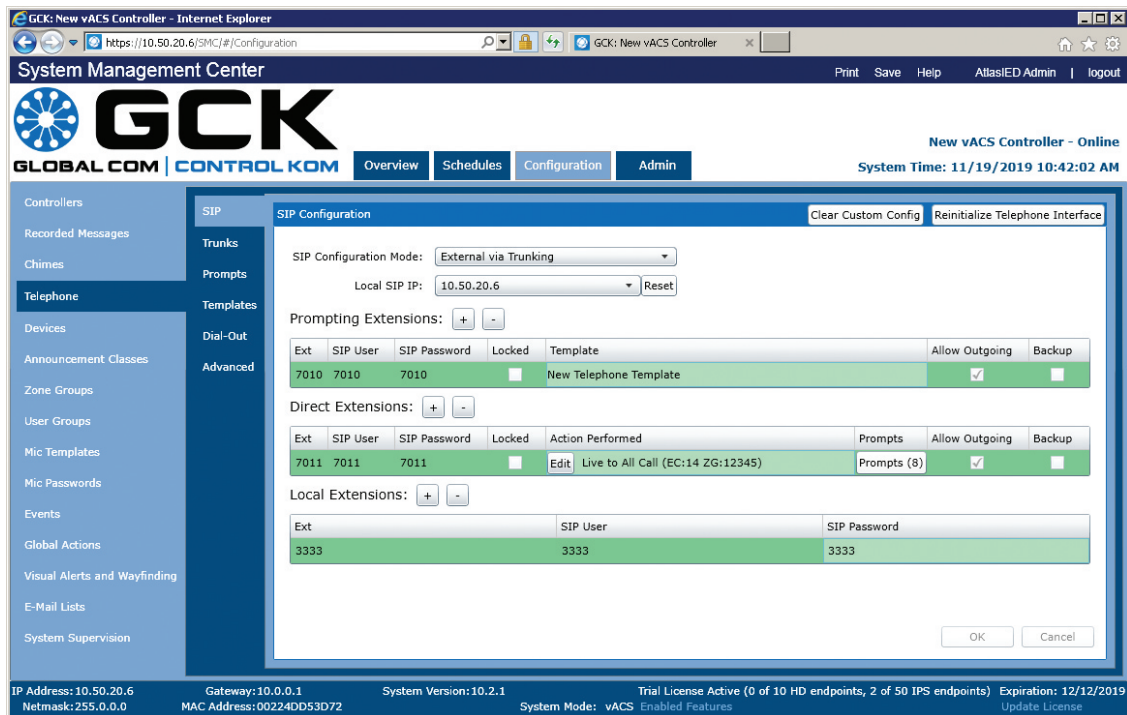 GCK: New vACS Controller - Internet Explorer
https://10.50.20.6/SMC/#/Configuration
GCK: New vACS Controller
System Management Center
Print Save Help AtlasIED Admin | logout
GCK
GLOBAL COM | CONTROL KOM
Overview Schedules Configuration Admin
New vACS Controller - Online
System Time: 11/19/2019 10:42:02 AM
Controllers
Recorded Messages
Chimes
Telephone
Devices
Announcement Classes
Zone Groups
User Groups
Mic Templates
Mic Passwords
Events
Global Actions
Visual Alerts and Wayfinding
E-Mail Lists
System Supervision
SIP
Trunks
Prompts
Templates
Dial-Out
Advanced
SIP Configuration
Clear Custom Config
Reinitialize Telephone Interface
SIP Configuration Mode: External via Trunking
Local SIP IP: 10.50.20.6 Reset
Prompting Extensions: + -
Ext SIP User SIP Password Locked Template Allow Outgoing Backup
7010 7010 7010 New Telephone Template
Direct Extensions: + -
Ext SIP User SIP Password Locked Action Performed Prompts Allow Outgoing Backup
7011 7011 7011 Edit Live to All Call (EC:14 ZG:12345) Prompts (8)
Local Extensions: + -
Ext SIP User SIP Password
3333 3333 3333
OK Cancel
IP Address:10.50.20.6 Gateway:10.0.0.1 System Version:10.2.1 Trial License Active (0 of 10 HD endpoints, 2 of 50 IPS endpoints) Expiration: 12/12/2019
Netmask:255.0.0.0 MAC Address:00224DD53D72 System Mode: vACS Enabled Features Update License